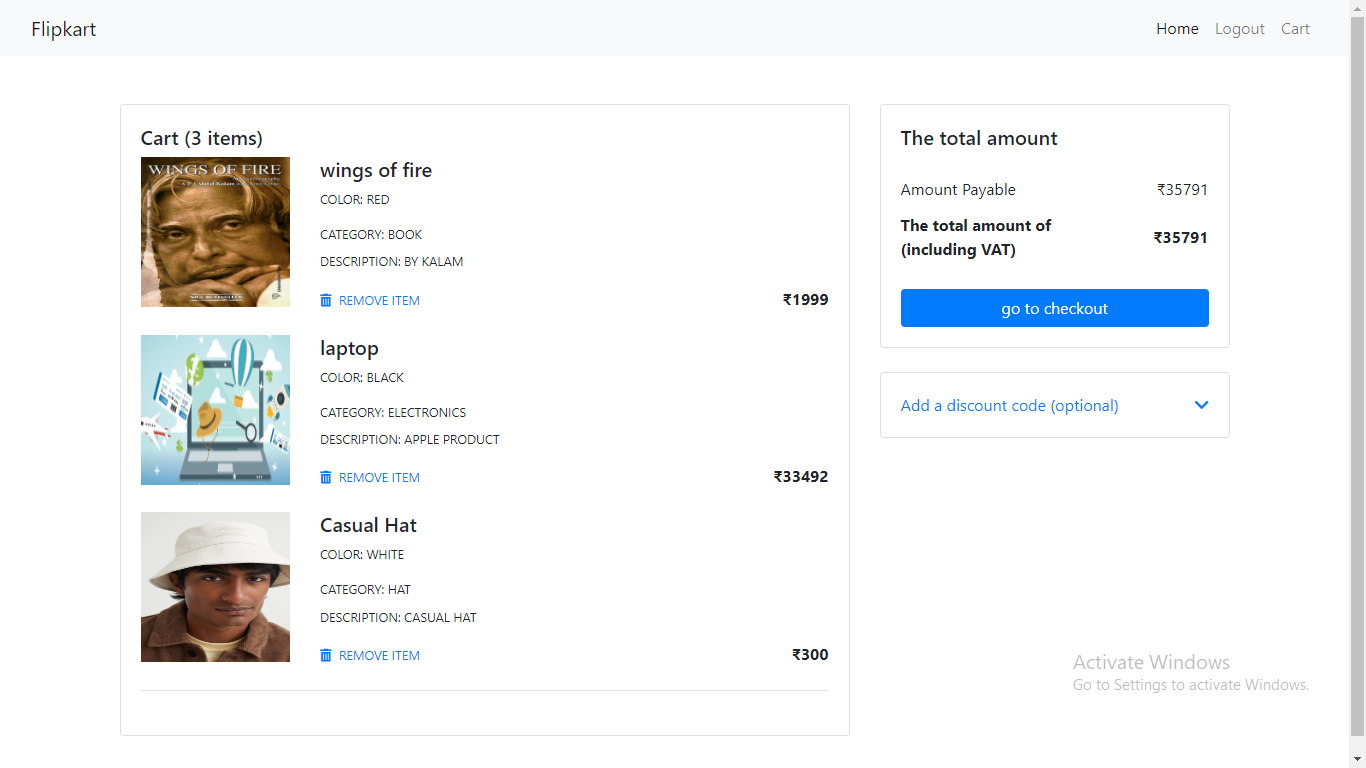 Flipkart
Home Logout Cart
Cart (3 items)
WINGS OF FIRE
wings of fire
COLOR: RED
CATEGORY: BOOK
DESCRIPTION: BY KALAM
REMOVE ITEM
₹1999
laptop
COLOR: BLACK
CATEGORY: ELECTRONICS
DESCRIPTION: APPLE PRODUCT
REMOVE ITEM
₹33492
Casual Hat
COLOR: WHITE
CATEGORY: HAT
DESCRIPTION: CASUAL HAT
REMOVE ITEM
₹300
The total amount
Amount Payable ₹35791
The total amount of
(including VAT) ₹35791
go to checkout
Add a discount code (optional)
Activate Windows
Go to Settings to activate Windows.